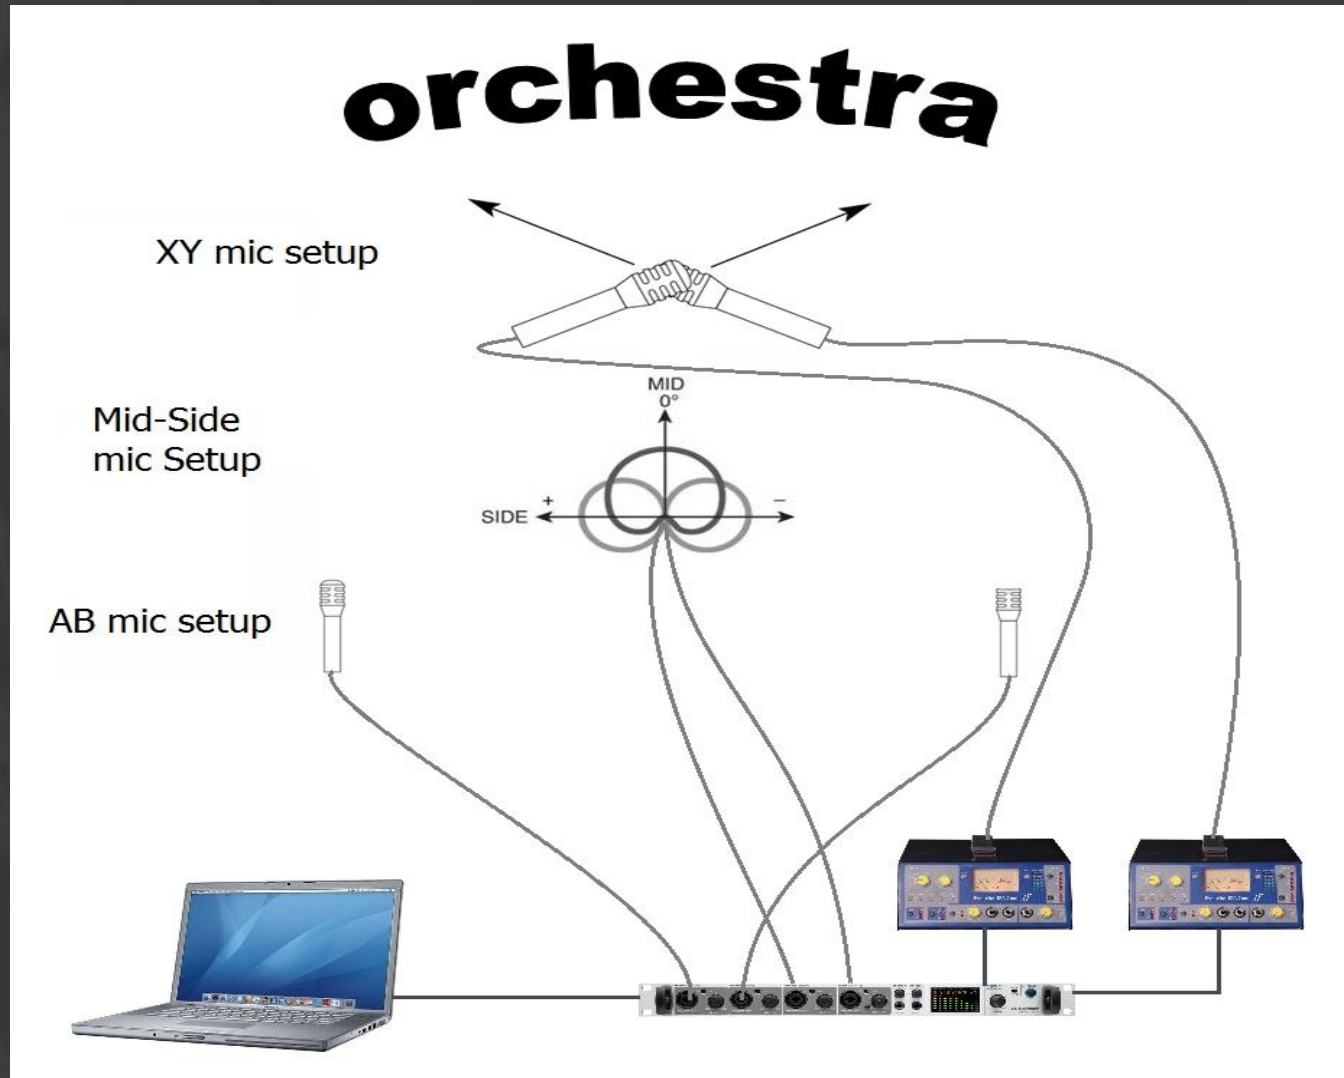 orchestra
XY mic setup
MID
0°
Mid-Side
mic Setup
+
−
SIDE
AB mic setup